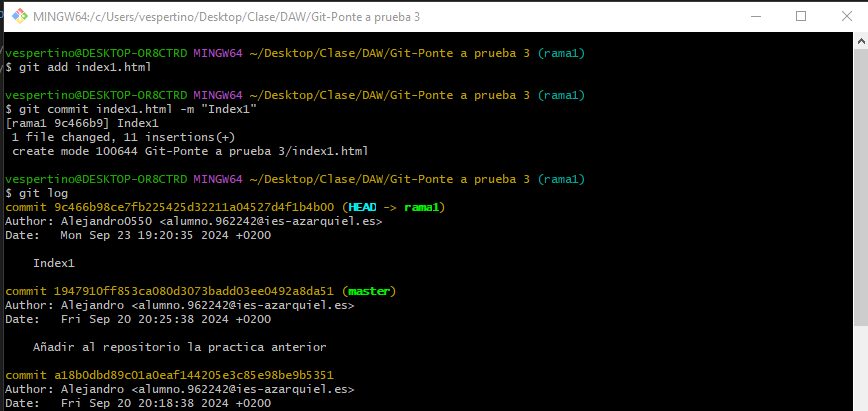 MINGW64:/c/Users/vespertino/Desktop/Clase/DAW/Git-Ponte a prueba 3
vespertino@DESKTOP-OR8CTRD MINGW64 ~/Desktop/Clase/DAW/Git-Ponte a prueba 3 (rama1)
$ git add index1.html
vespertino@DESKTOP-OR8CTRD MINGW64 ~/Desktop/Clase/DAW/Git-Ponte a prueba 3 (rama1)
$ git commit index1.html -m "Index1"
[rama1 9c466b9] Index1
 1 file changed, 11 insertions(+)
 create mode 100644 Git-Ponte a prueba 3/index1.html
vespertino@DESKTOP-OR8CTRD MINGW64 ~/Desktop/Clase/DAW/Git-Ponte a prueba 3 (rama1)
$ git log
commit 9c466b98ce7fb225425d32211a04527d4f1b4b00 (HEAD -> rama1)
Author: Alejandro0550 <alumno.962242@ies-azarquiel.es>
Date:   Mon Sep 23 19:20:35 2024 +0200
    Index1
commit 1947910ff853ca080d3073badd03ee0492a8da51 (master)
Author: Alejandro <alumno.962242@ies-azarquiel.es>
Date:   Fri Sep 20 20:25:38 2024 +0200
    Añadir al repositorio la practica anterior
commit a18b0dbd89c01a0eaf144205e3c85e98be9b5351
Author: Alejandro <alumno.962242@ies-azarquiel.es>
Date:   Fri Sep 20 20:18:38 2024 +0200